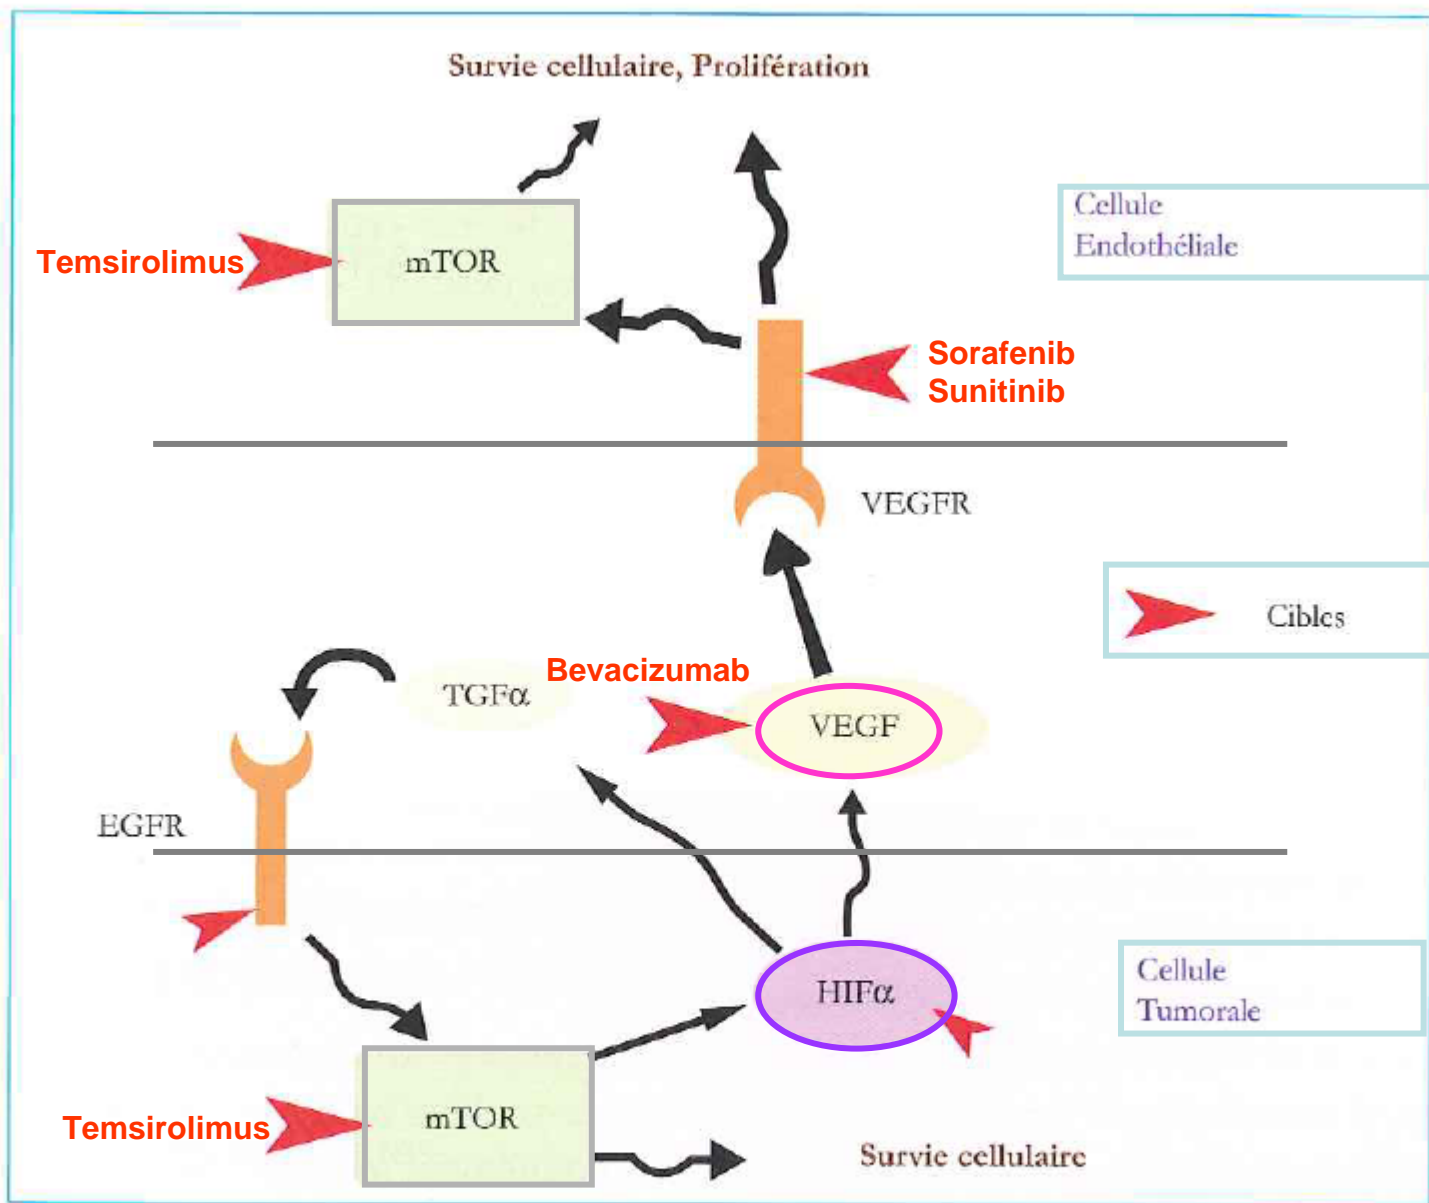 Survie cellulaire, Prolifération
Cellule
Endothéliale
Temsirolimus
mTOR
Sorafenib
Sunitinib
VEGFR
Cibles
Bevacizumab
TGFα
VEGF
EGFR
HIFα
Cellule
Tumorale
Temsirolimus
mTOR
Survie cellulaire